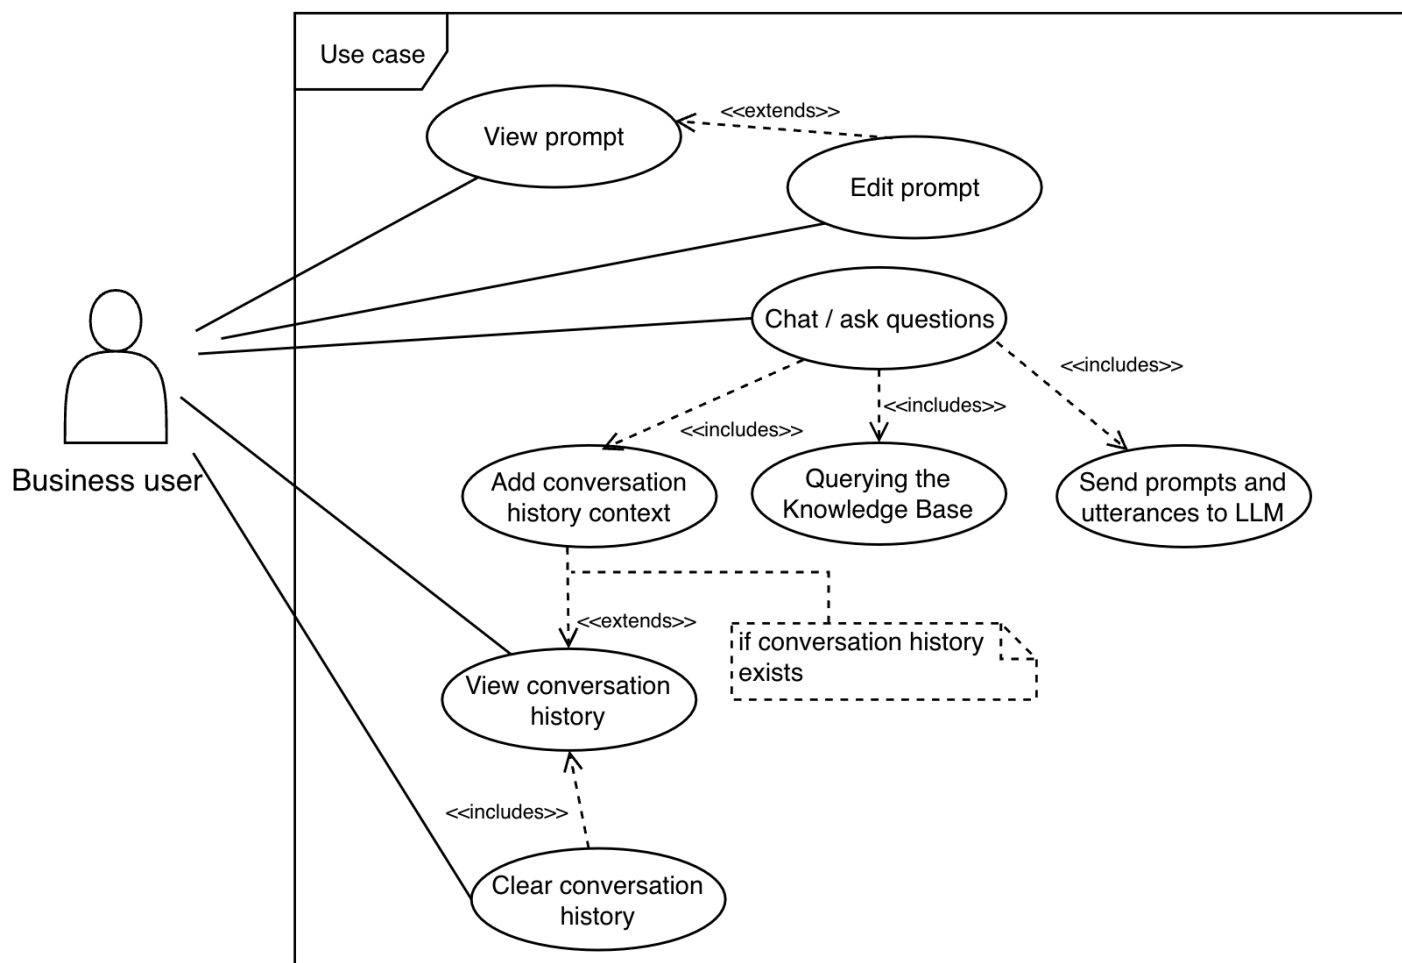 Use case
View prompt
<<extends>>
Edit prompt
Chat / ask questions
<<includes>>
<<includes>>
<<includes>>
Business user
Add conversation
history context
Querying the
Knowledge Base
Send prompts and
utterances to LLM
<<extends>>
if conversation history
exists
View conversation
history
<<includes>>
Clear conversation
history